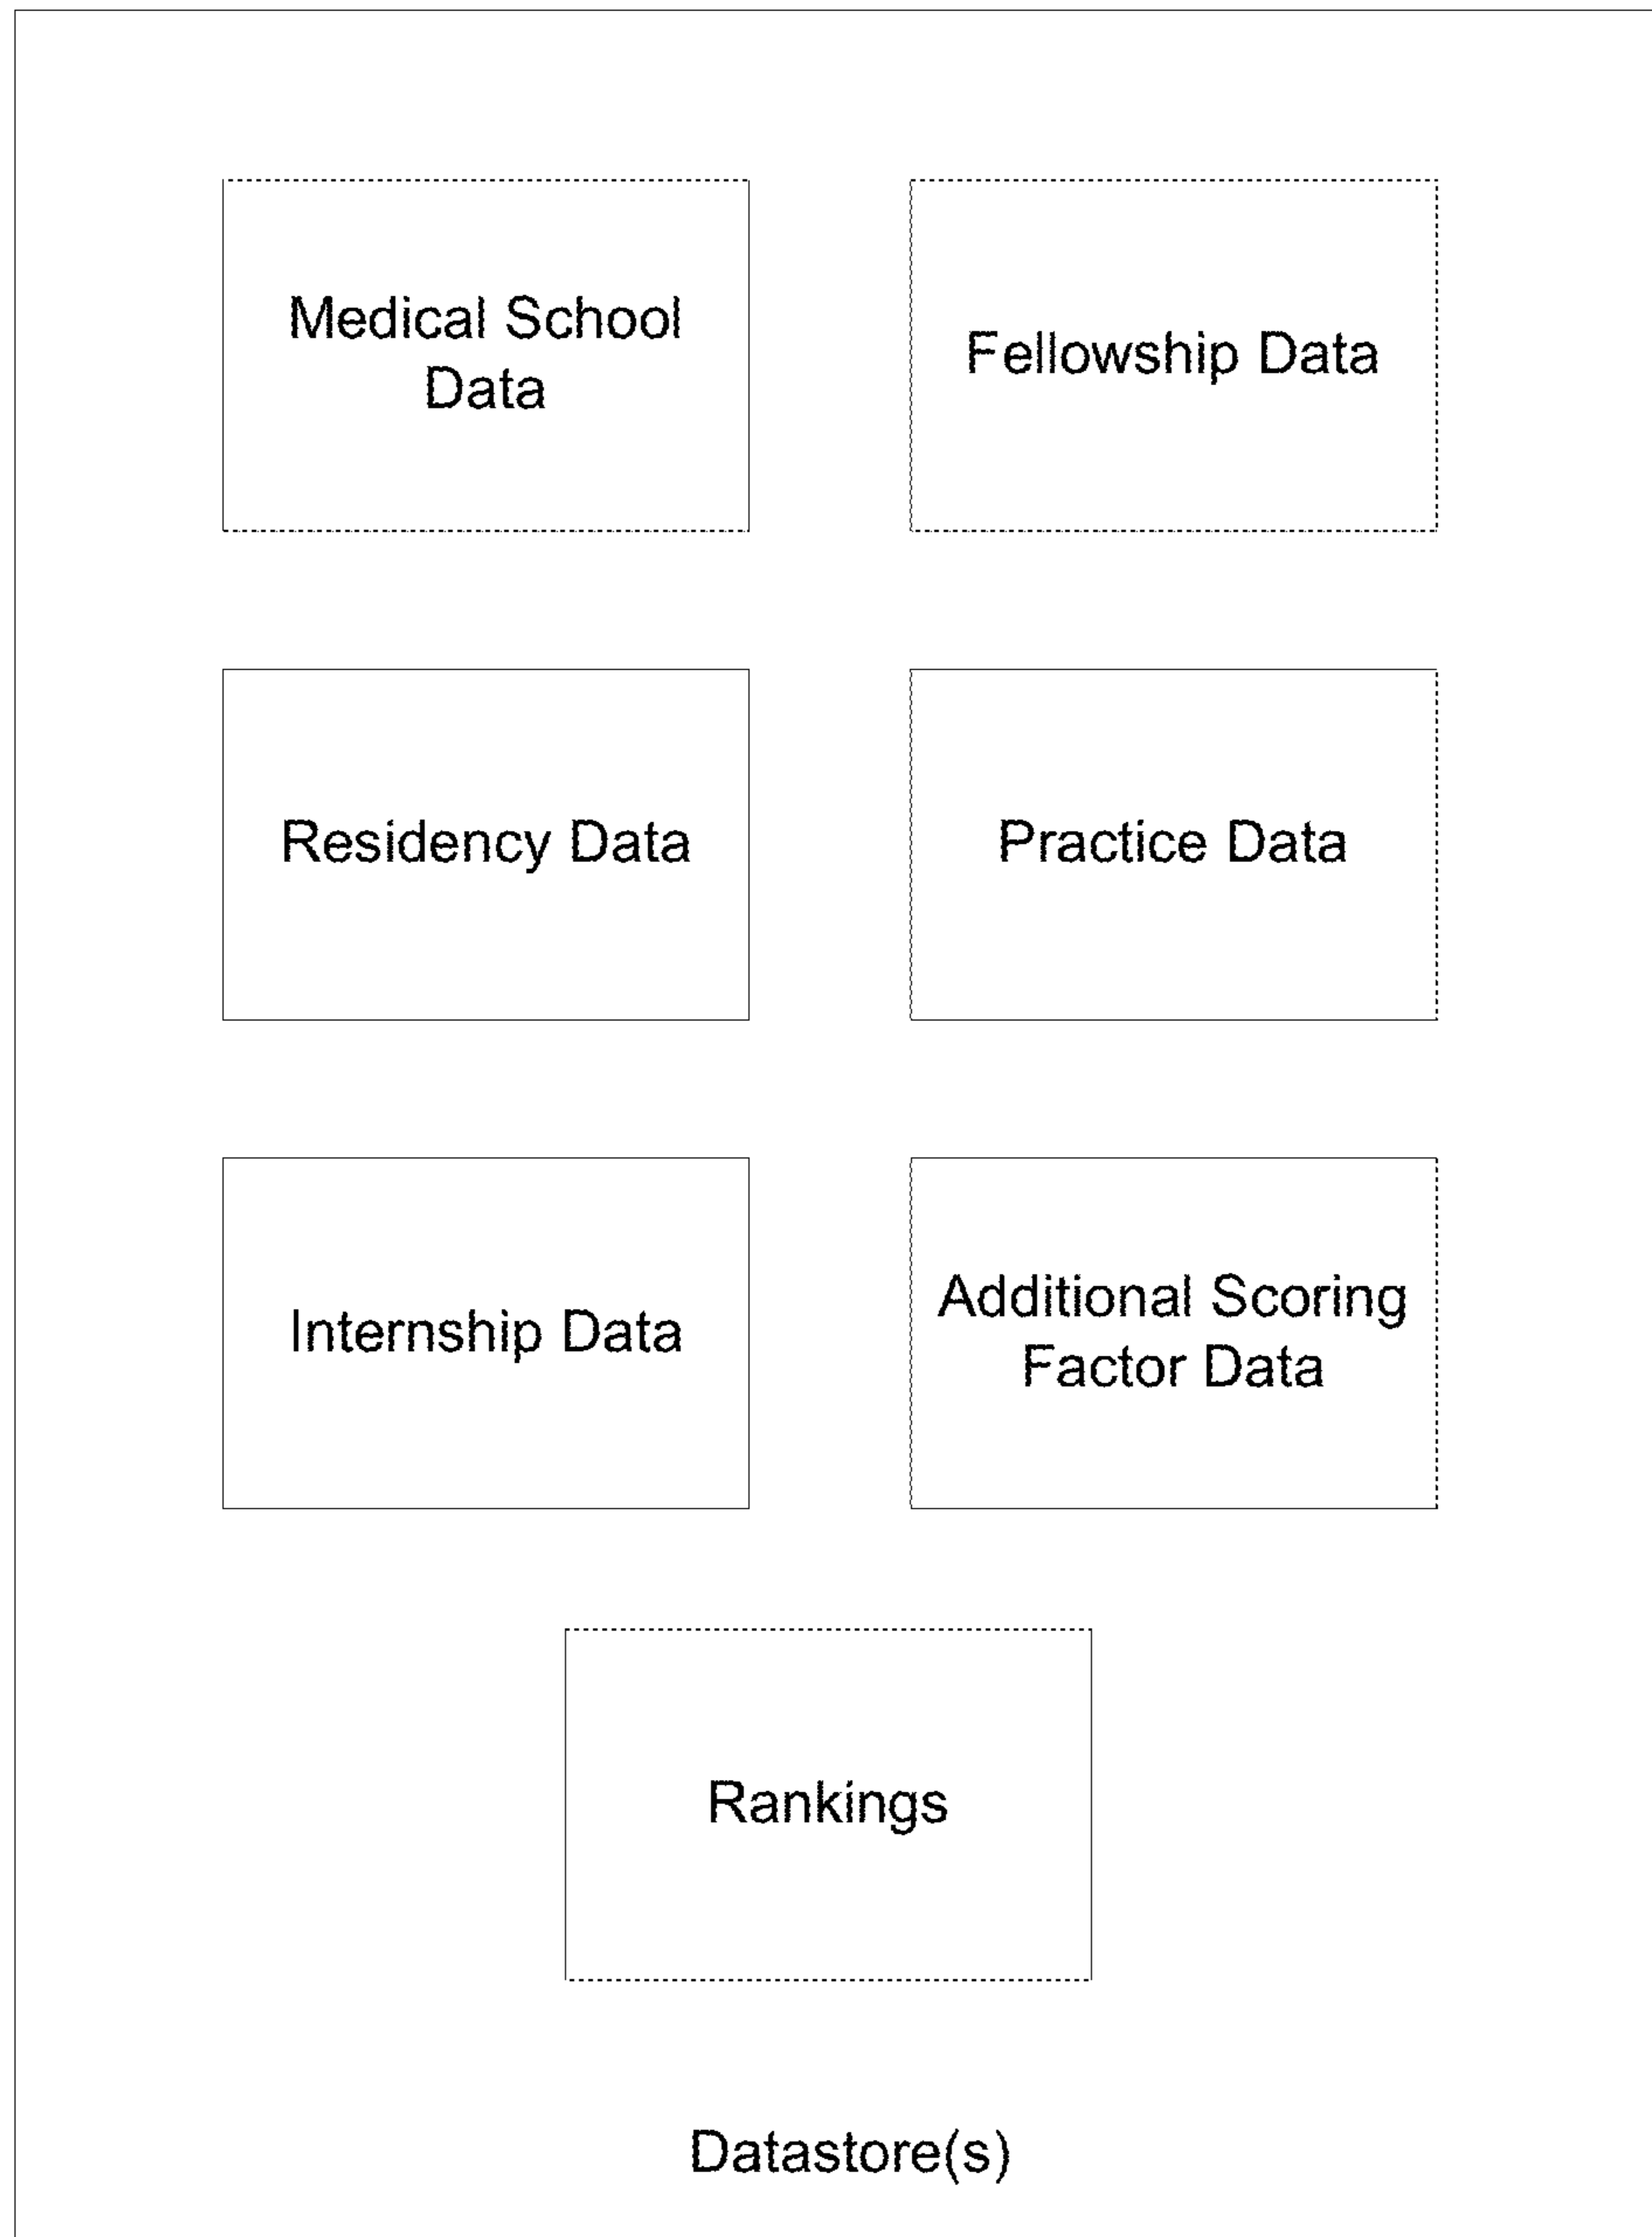 Medical School
Data
Fellowship Data
Residency Data
Practice Data
Internship Data
Additional Scoring
Factor Data
Rankings
Datastore(s)